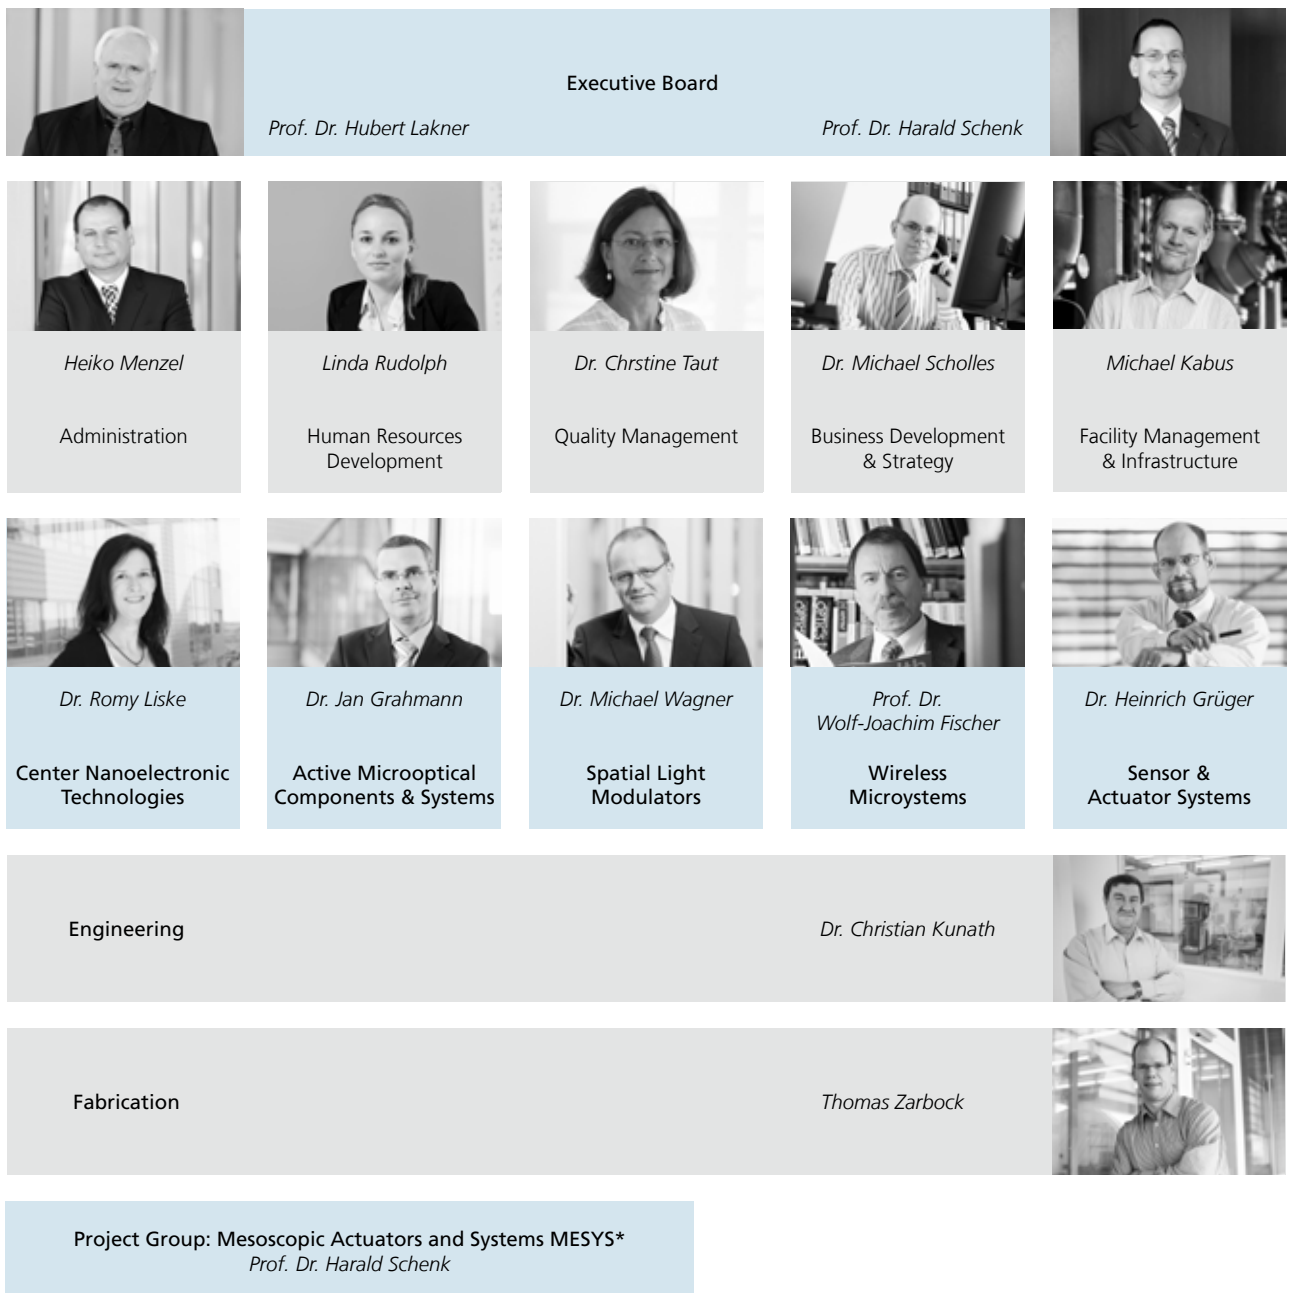 Executive Board
Prof. Dr. Hubert Lakner
Prof. Dr. Harald Schenk
Heiko Menzel
Administration
Linda Rudolph
Human Resources
Development
Dr. Chrstine Taut
Quality Management
Dr. Michael Scholles
Business Development
& Strategy
Michael Kabus
Facility Management
& Infrastructure
Dr. Romy Liske
Center Nanoelectronic
Technologies
Dr. Jan Grahmann
Active Microoptical
Components & Systems
Dr. Michael Wagner
Spatial Light
Modulators
Prof. Dr.
Wolf-Joachim Fischer
Wireless
Microystems
Dr. Heinrich Grüger
Sensor &
Actuator Systems
Engineering
Dr. Christian Kunath
Fabrication
Thomas Zarbock
Project Group: Mesoscopic Actuators and Systems MESYS*
Prof. Dr. Harald Schenk